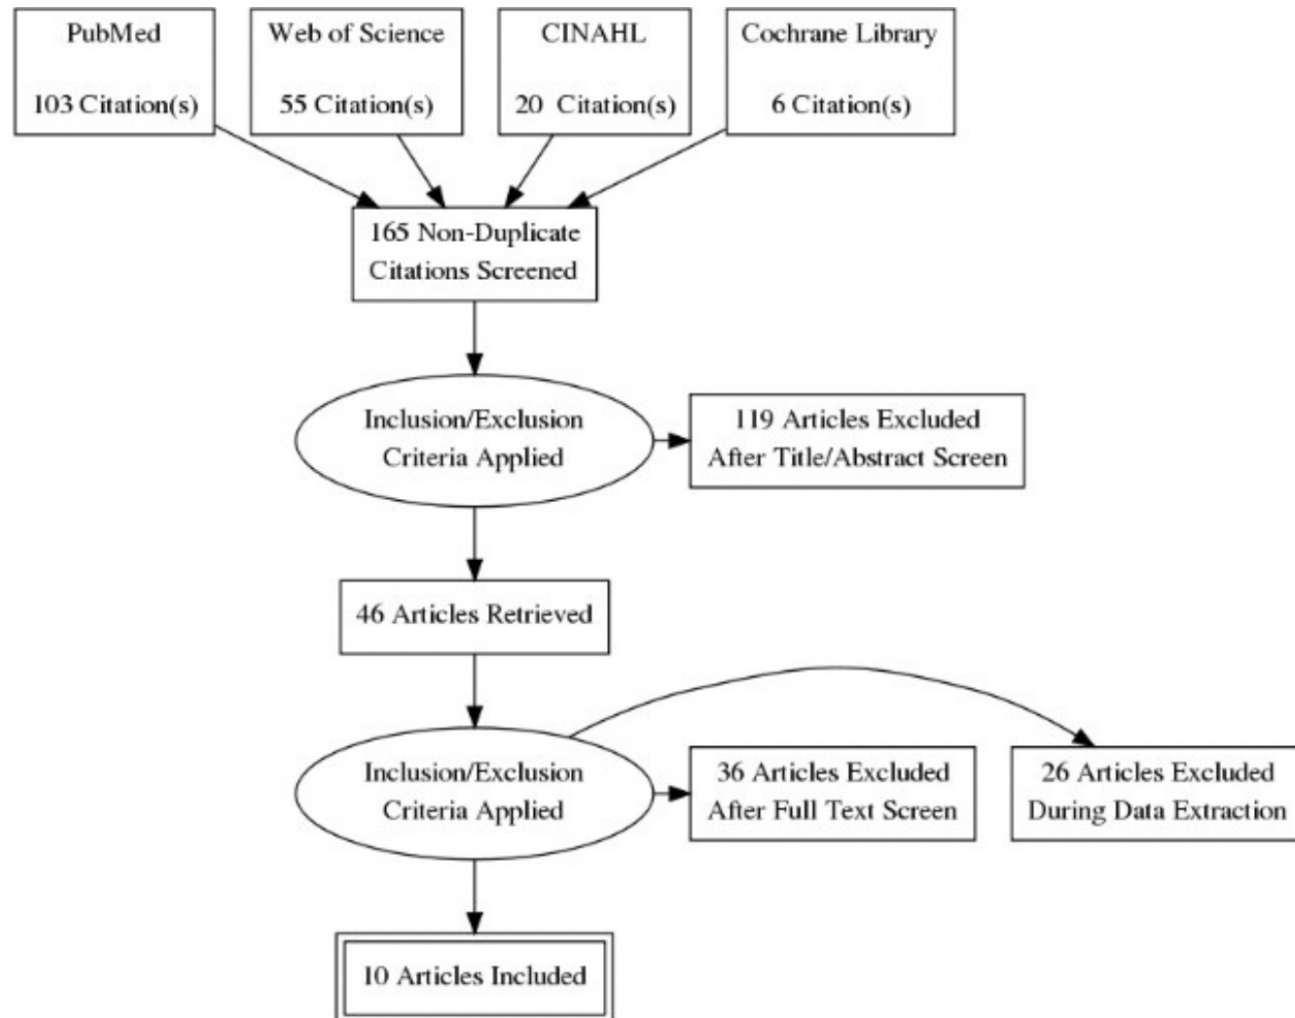 PubMed
103 Citation(s)
Web of Science
55 Citation(s)
CINAHL
20 Citation(s)
Cochrane Library
6 Citation(s)
165 Non-Duplicate
Citations Screened
Inclusion/Exclusion
Criteria Applied
119 Articles Excluded
After Title/Abstract Screen
46 Articles Retrieved
Inclusion/Exclusion
Criteria Applied
36 Articles Excluded
After Full Text Screen
26 Articles Excluded
During Data Extraction
10 Articles Included